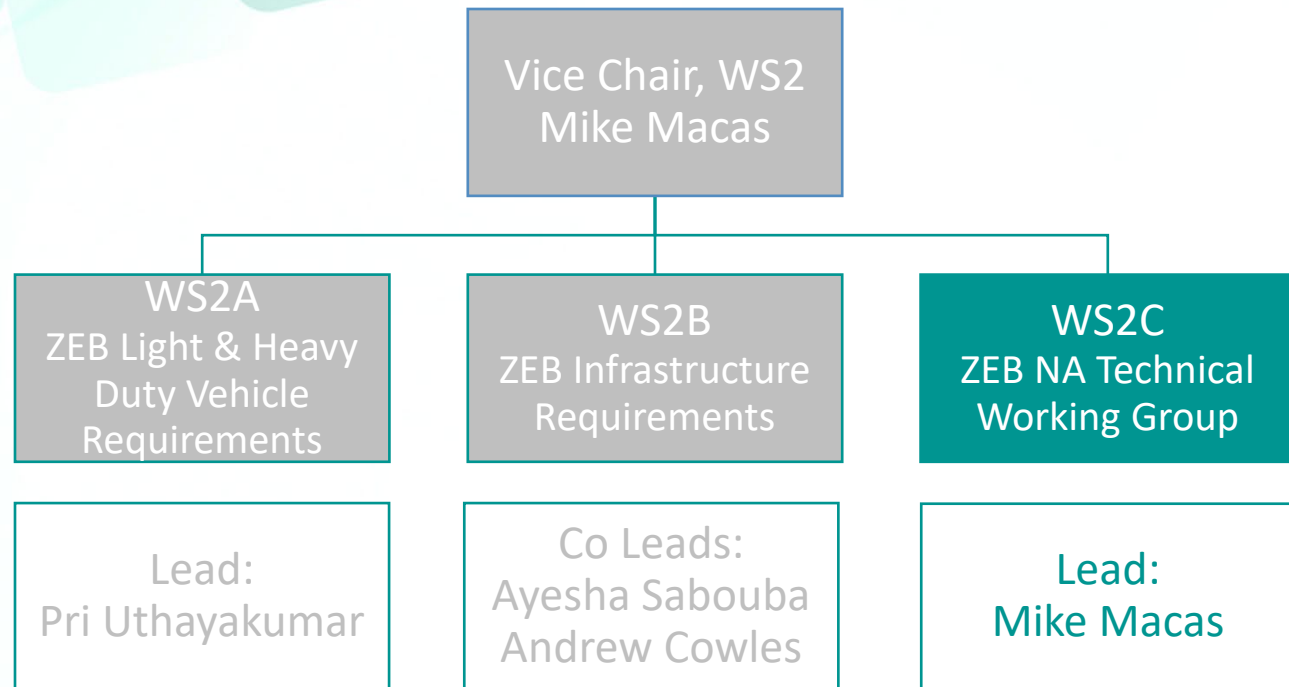 Vice Chair, WS2
Mike Macas
WS2A
ZEB Light & Heavy
Duty Vehicle
Requirements
WS2B
ZEB Infrastructure
Requirements
WS2C
ZEB NA Technical
Working Group
Lead:
Pri Uthayakumar
Co Leads:
Ayesha Sabouba
Andrew Cowles
Lead:
Mike Macas